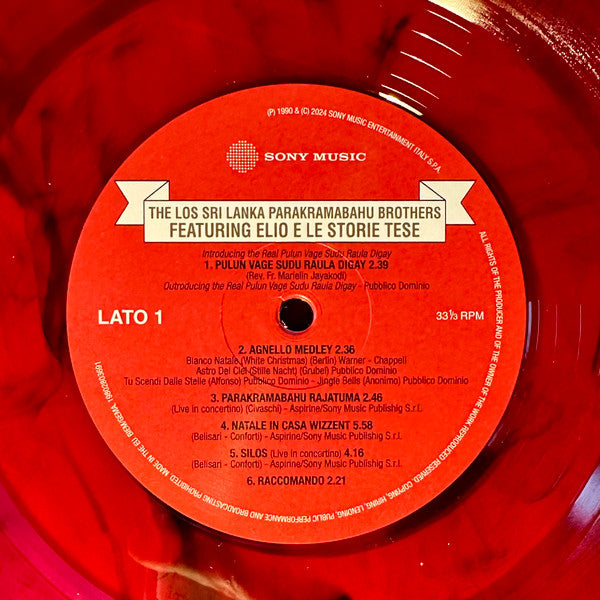 (P) 1990 & (C) 2024 SONY MUSIC ENTERTAINMENT ITALY S.P.A.
SONY MUSIC
THE LOS SRI LANKA PARAKRAMABAHU BROTHERS
FEATURING ELIO E LE STORIE TESE
Introducing the Real Pulun Vage Sudu Raula Digay
1. PULUN VAGE SUDU RAULA DIGAY 2.39
(Rev. Fr. Marielin Jayakodi)
Dutroducing the Real Pulun Vage Sudu Raula Digay - Pubblico Dominio
LATO 1
33 1/3 RPM
2. AGNELLO MEDLEY 2.36
Bianco Natale (White Christmas) (Berlin) Warner - Chappell
Astro Del Ciel (Stille Nacht) (Grubel) Pubblico Dominio
Tu Scendi Dalle Stelle (Alfonso) Pubblico Dominio - Jingle Bells (Anonimo) Pubblico Dominio
3. PARAKRAMABAHU RAJATUMA 2.46
(Live in concertino) (Civaschi) - Aspirine/Sony Music Publishig S.r.l.
4. NATALE IN CASA WIZZENT 5.58
(Belisari - Conforti) - Aspirine/Sony Music Publishig S.r.l.
5. SILOS (Live in concertino) 4.16
(Belisari - Conforti) - Aspirine/Sony Music Publishig S.r.l.
6. RACCOMANDO 2.21
ALL RIGHTS OF THE PRODUCER AND OF THE OWNER OF THE WORK REPRODUCED RESERVED. COPYING, HIRING, LENDING, PUBLIC PERFORMANCE AND BROADCASTING PROHIBITED. MADE IN THE EU. BIEM/GEMA.